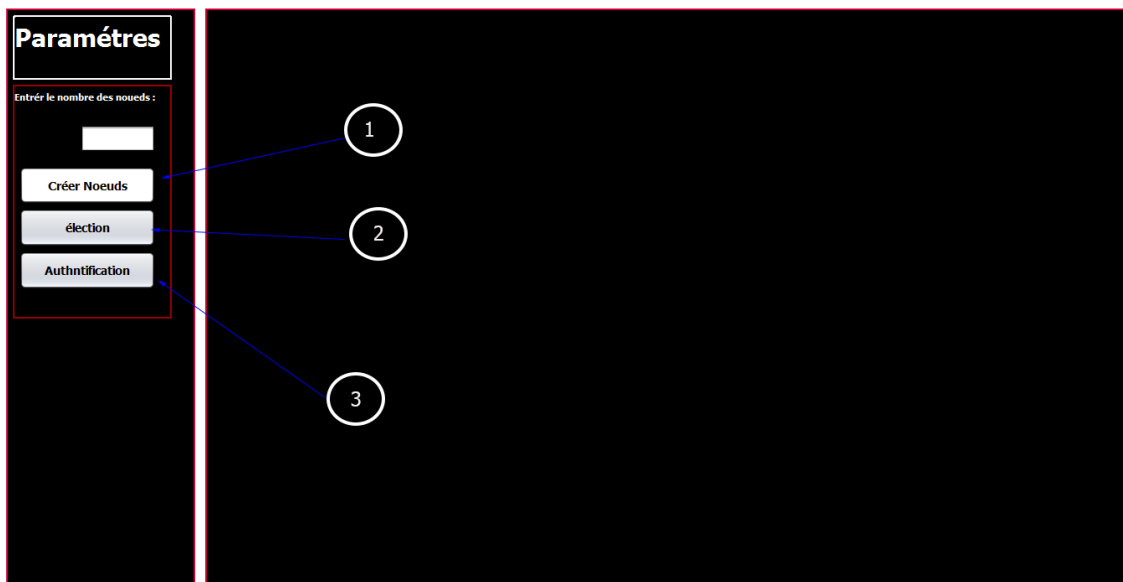 Paramétres
Entrér le nombre des noueds :
Créer Noeuds
élection
Authntification
1
2
3